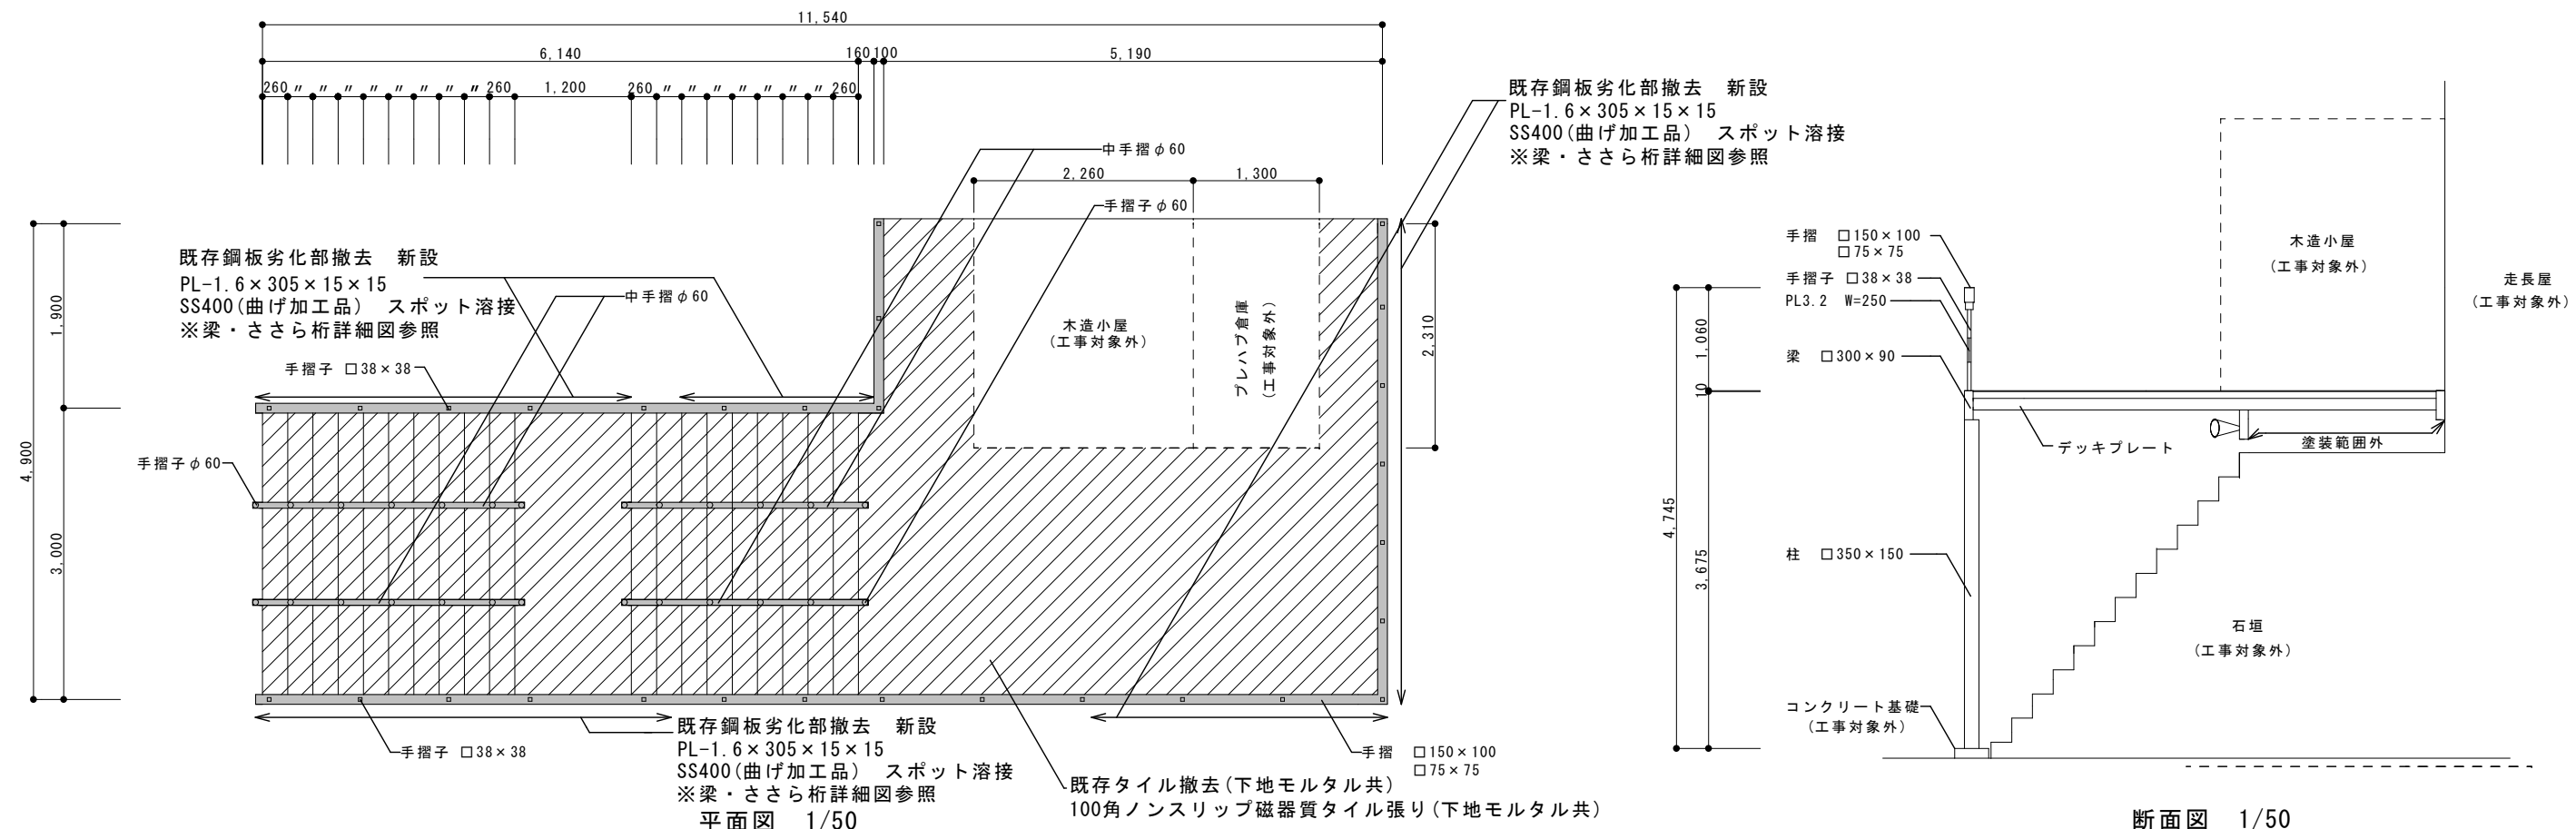 11,540
6,140
160
100
5,190
260 〃 〃 〃 〃 〃 〃 〃 〃 260
1,200
260 〃 〃 〃 〃 〃 〃 〃 260
既存鋼板劣化部撤去 新設
PL-1.6×305×15×15
SS400(曲げ加工品) スポット溶接
※梁・ささら桁詳細図参照
中手摺φ60
2,260
1,300
手摺子φ60
既存鋼板劣化部撤去 新設
PL-1.6×305×15×15
SS400(曲げ加工品) スポット溶接
※梁・ささら桁詳細図参照
中手摺φ60
手摺子 □38×38
手摺子φ60
1,900
3,000
4,900
木造小屋
(工事対象外)
プレハブ倉庫
(工事対象外)
2,310
手摺子 □38×38
既存鋼板劣化部撤去 新設
PL-1.6×305×15×15
SS400(曲げ加工品) スポット溶接
※梁・ささら桁詳細図参照
手摺 □150×100
□75×75
既存タイル撤去(下地モルタル共)
100角ノンスリップ磁器質タイル張り(下地モルタル共)
平面図 1/50
手摺 □150×100
□75×75
手摺子 □38×38
PL3.2 W=250
梁 □300×90
柱 □350×150
コンクリート基礎
(工事対象外)
1,060
10
3,675
4,745
木造小屋
(工事対象外)
走長屋
(工事対象外)
デッキプレート
塗装範囲外
石垣
(工事対象外)
断面図 1/50